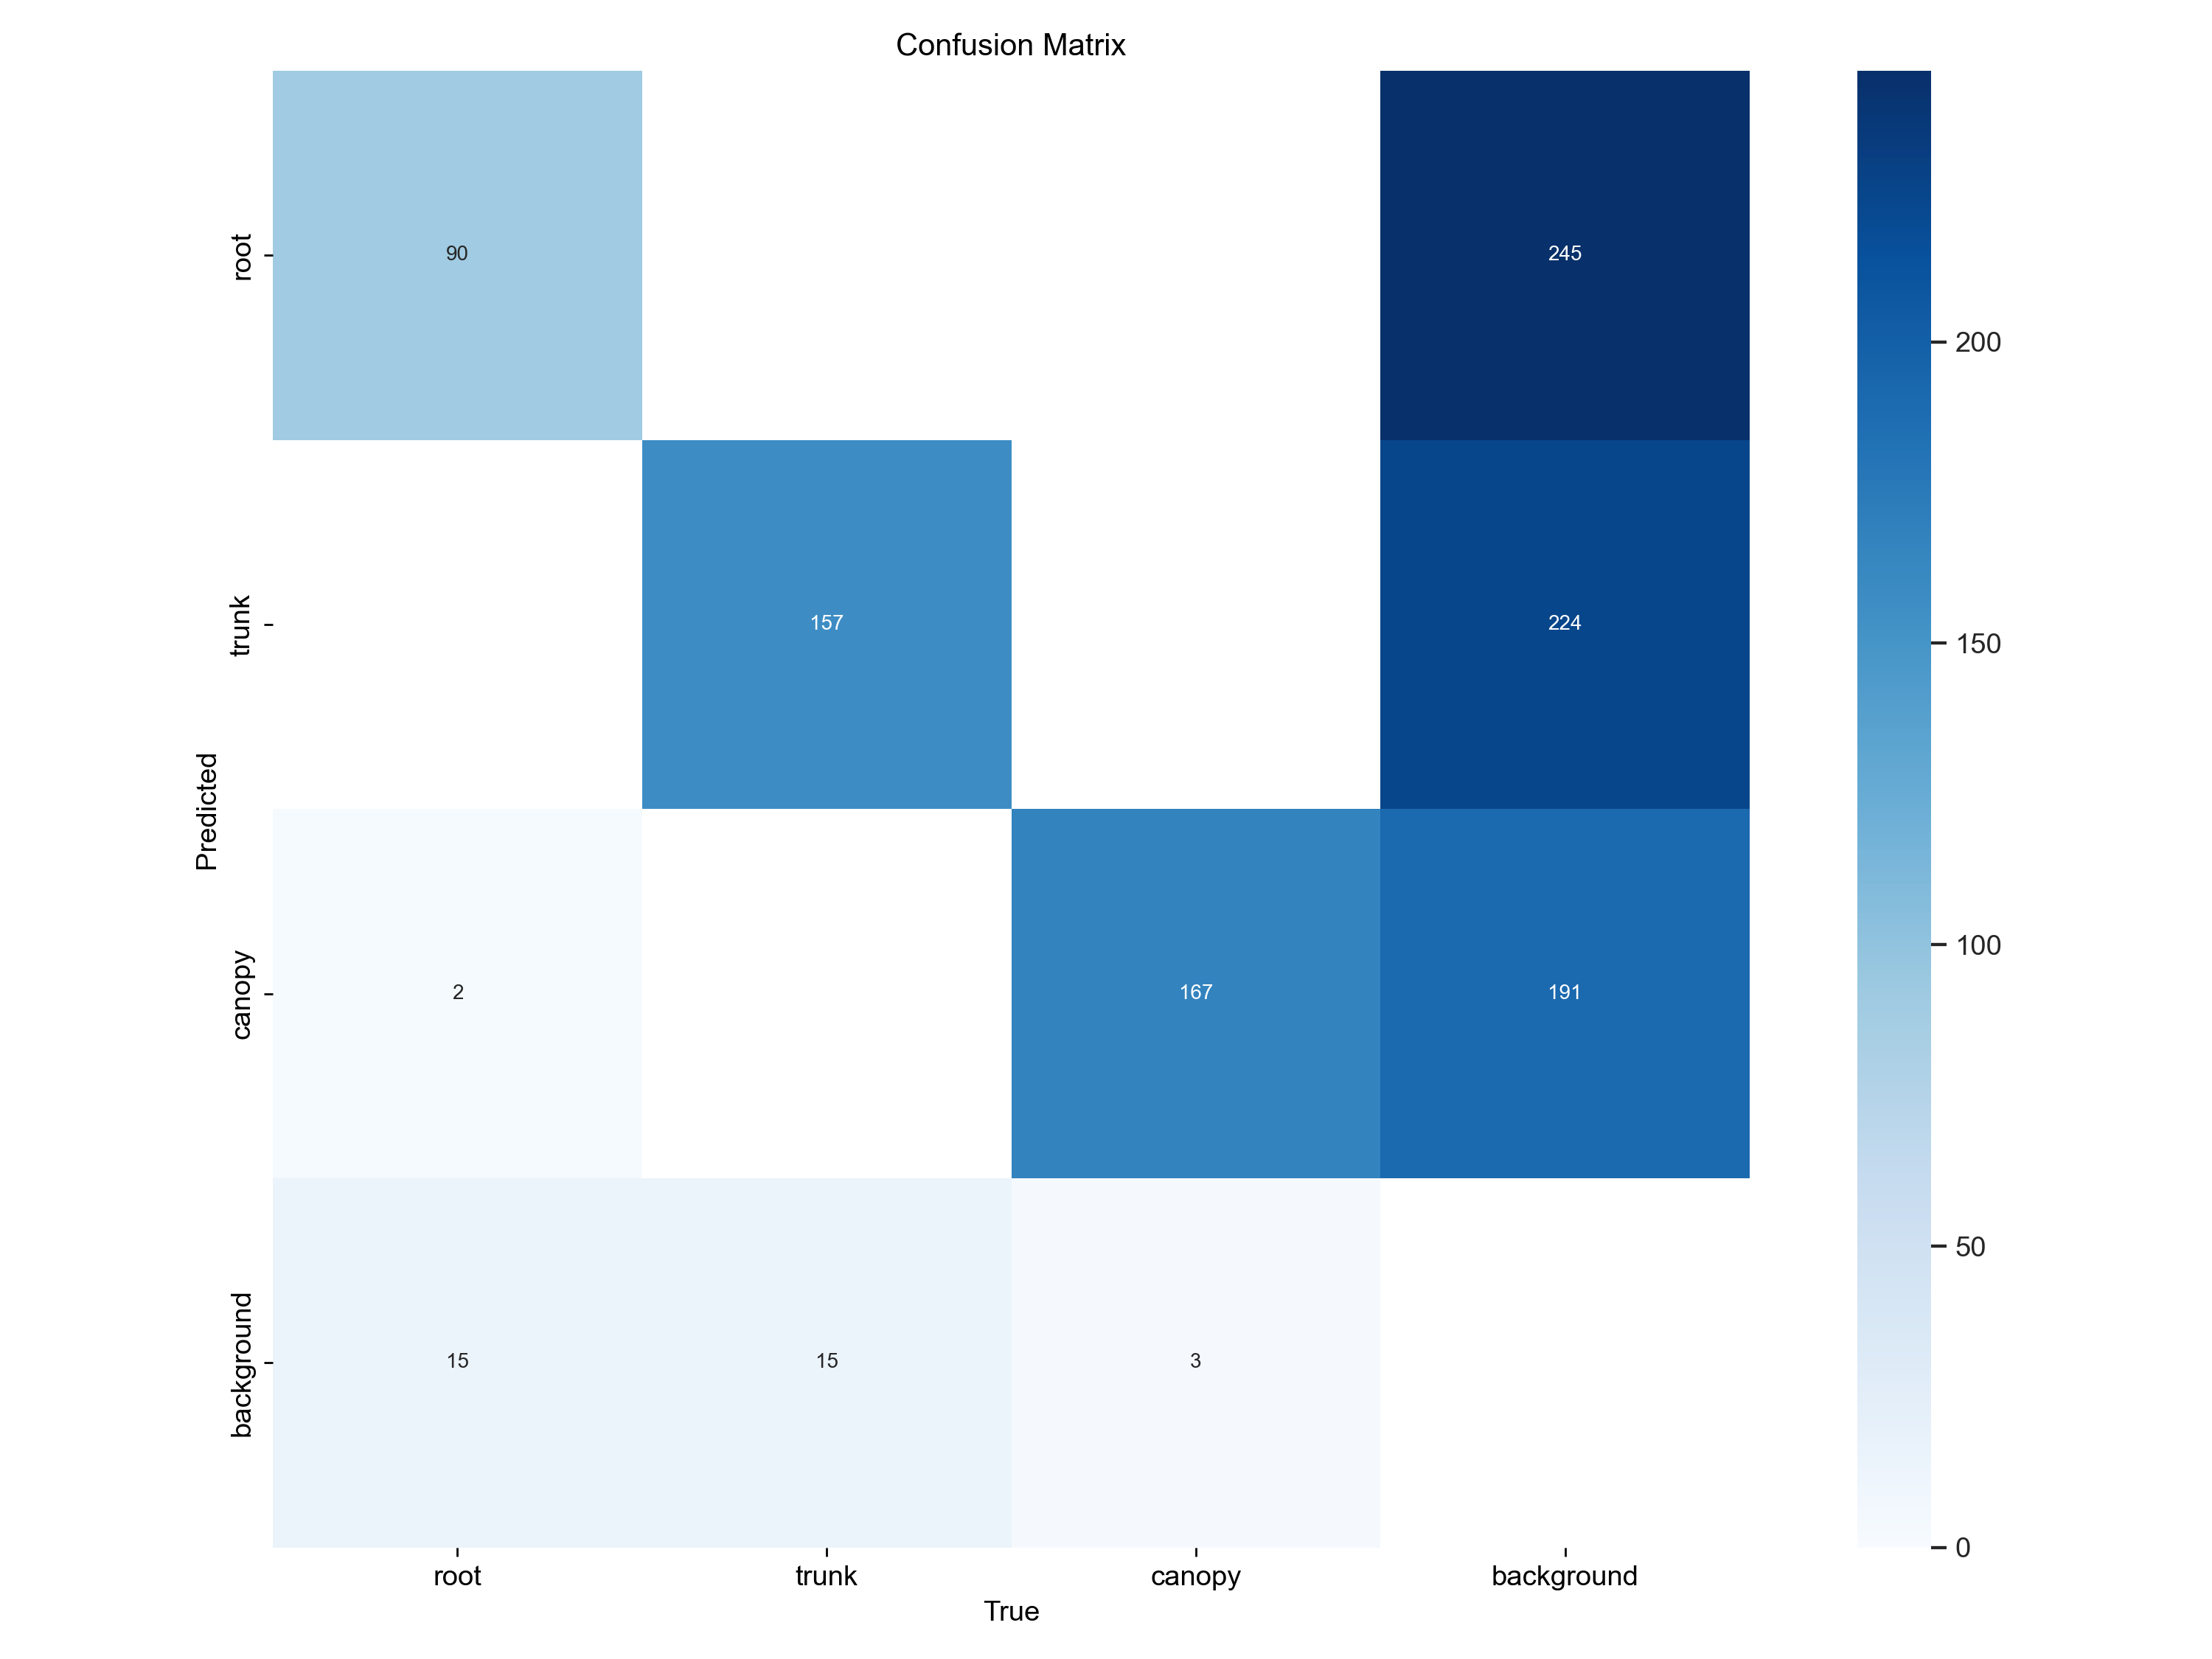 Confusion Matrix
root
90
245
200
trunk
157
224
150
Predicted
100
canopy
2
167
191
50
background
15
15
3
0
root
trunk
canopy
background
True